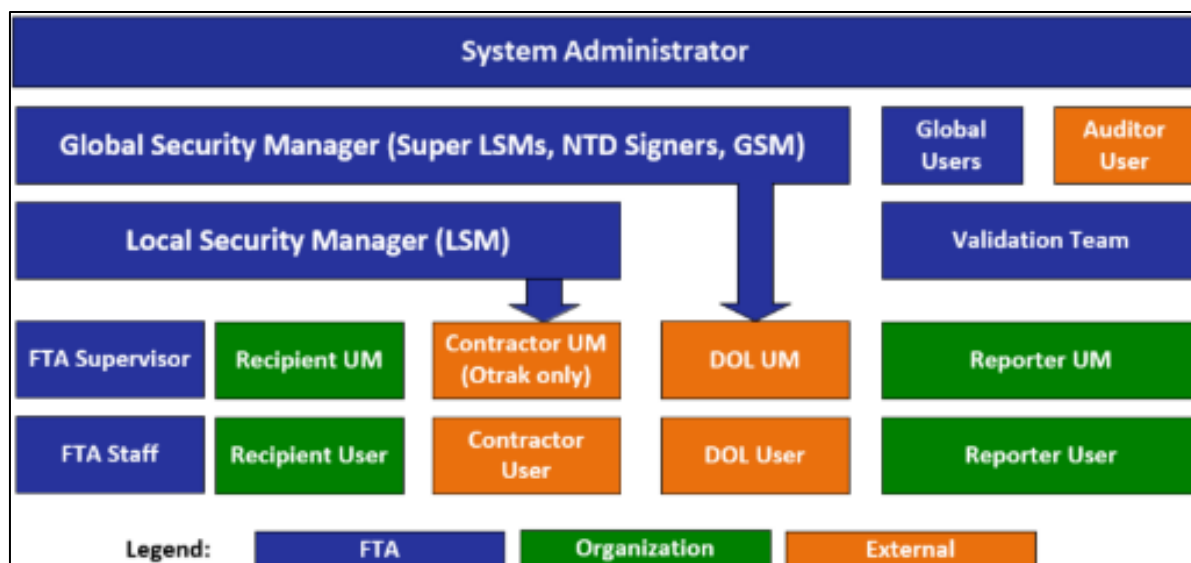 System Administrator
Global Security Manager (Super LSMs, NTD Signers, GSM)
Global
Users
Auditor
User
Local Security Manager (LSM)
Validation Team
FTA Supervisor
Recipient UM
Contractor UM
(Otrak only)
DOL UM
Reporter UM
FTA Staff
Recipient User
Contractor
User
DOL User
Reporter User
Legend:
FTA
Organization
External